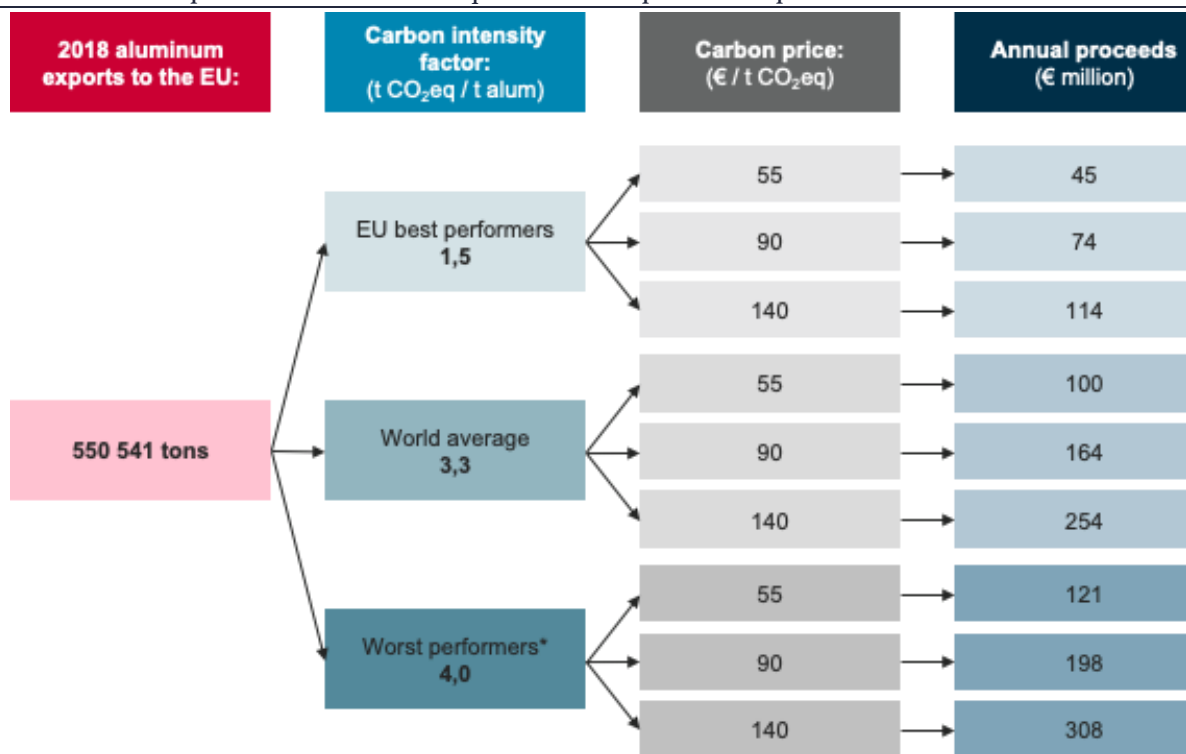 2018 aluminum
exports to the EU:
Carbon intensity
factor:
(t CO₂eq / t alum)
Carbon price:
(€ / t CO₂eq)
Annual proceeds
(€ million)
550 541 tons
EU best performers
1,5
55
45
90
74
140
114
World average
3,3
55
100
90
164
140
254
Worst performers*
4,0
55
121
90
198
140
308